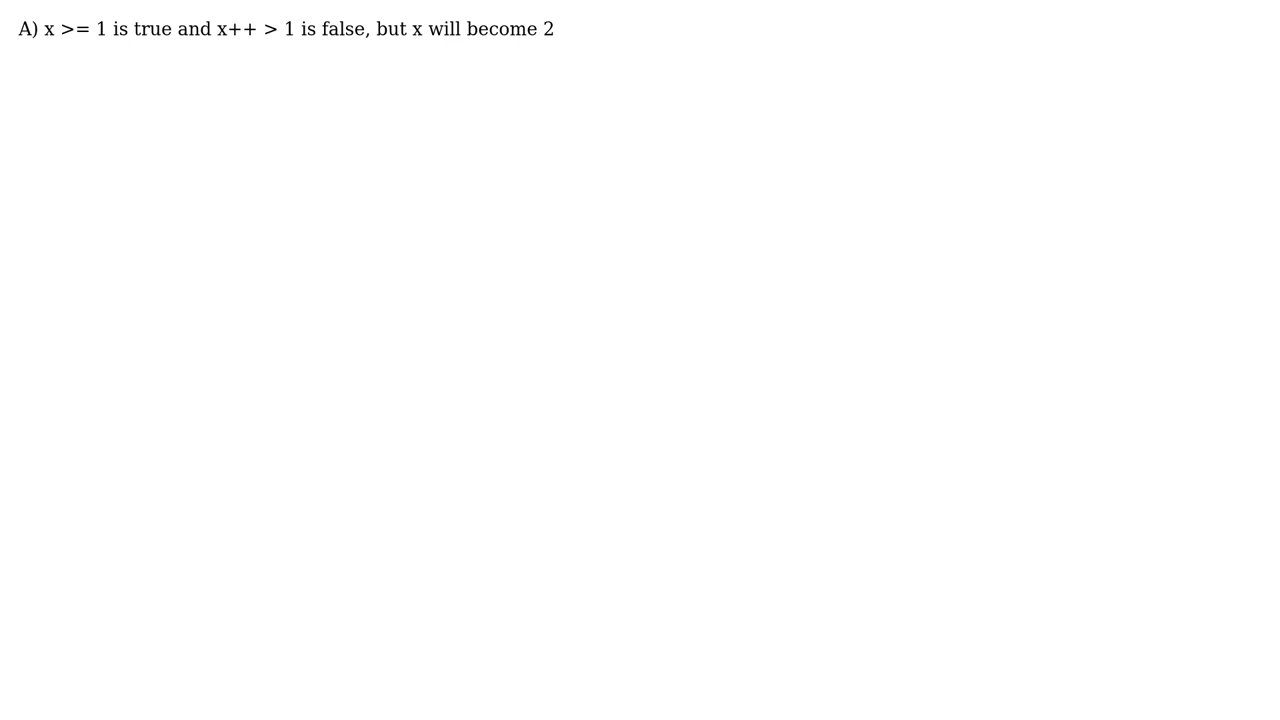 A) x >= 1 is true and x++ > 1 is false, but x will become 2